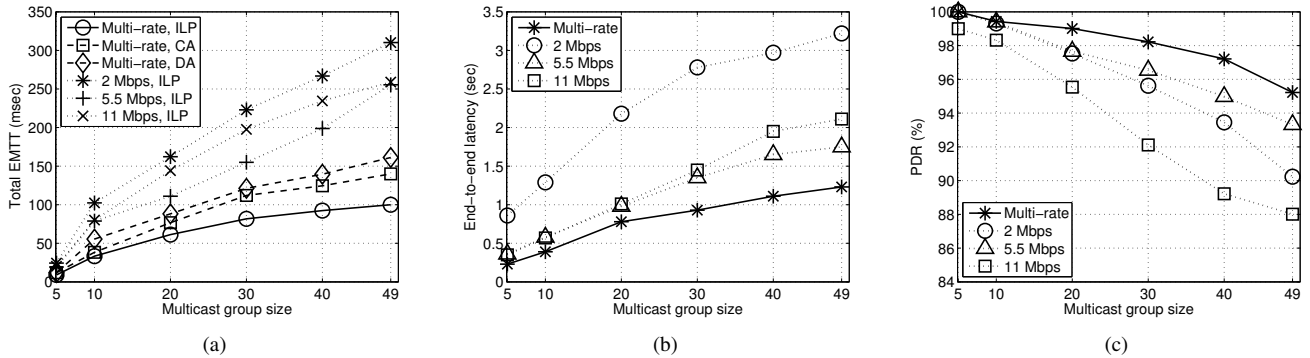 350
300
250
200
150
100
50
0
Total EMTT (msec)
Multi−rate, ILP
Multi−rate, CA
Multi−rate, DA
2 Mbps, ILP
5.5 Mbps, ILP
11 Mbps, ILP
5 10 20 30 40 49
Multicast group size
(a)
3.5
3
2.5
2
1.5
1
0.5
0
End−to−end latency (sec)
Multi−rate
2 Mbps
5.5 Mbps
11 Mbps
5 10 20 30 40 49
Multicast group size
(b)
100
98
96
94
92
90
88
86
84
PDR (%)
Multi−rate
2 Mbps
5.5 Mbps
11 Mbps
5 10 20 30 40 49
Multicast group size
(c)